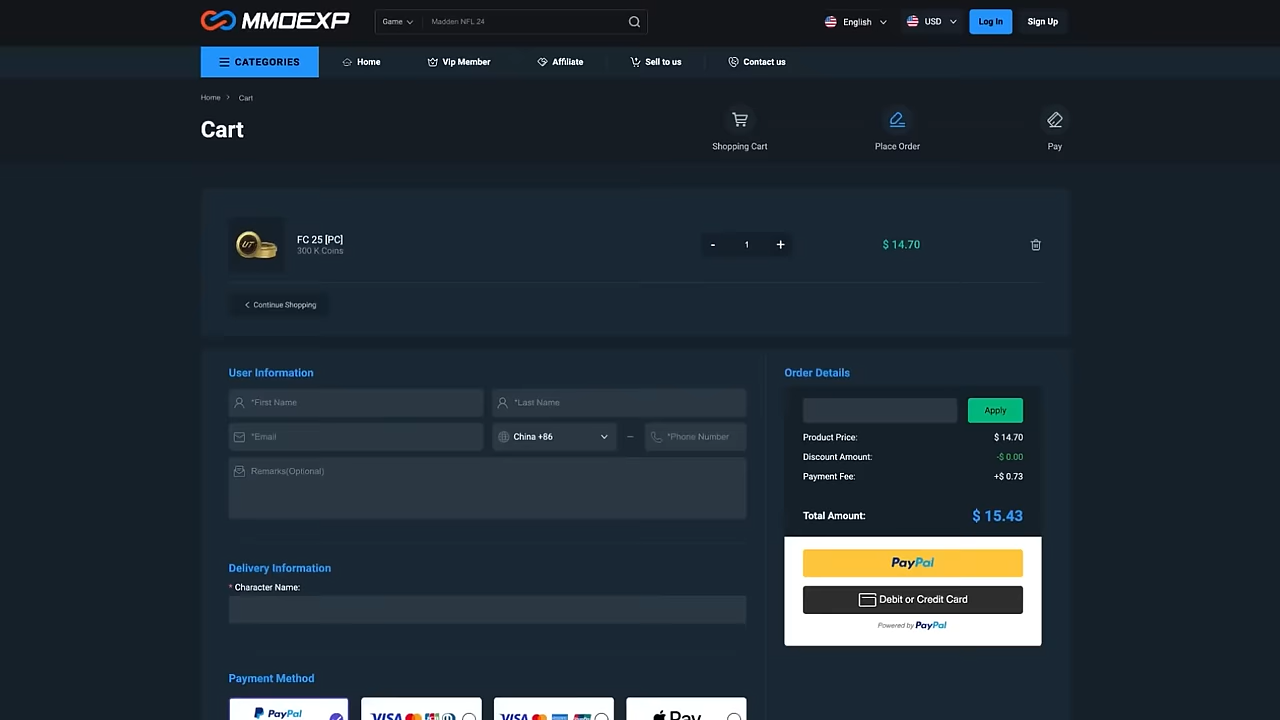 MMOEXP
Game
Madden NFL 24
English
USD
Log In
Sign Up
CATEGORIES
Home
Vip Member
Affiliate
Sell to us
Contact us
Home > Cart
Cart
Shopping Cart
Place Order
Pay
FC 25 [PC]
300 K Coins
- 1 +
$ 14.70
Continue Shopping
User Information
*First Name
*Last Name
*Email
China +86
*Phone Number
Remarks(Optional)
Delivery Information
* Character Name:
Payment Method
PayPal
VISA
VISA
Pay
Order Details
Apply
Product Price: $ 14.70
Discount Amount: -$ 0.00
Payment Fee: +$ 0.73
Total Amount: $ 15.43
PayPal
Debit or Credit Card
Powered by PayPal